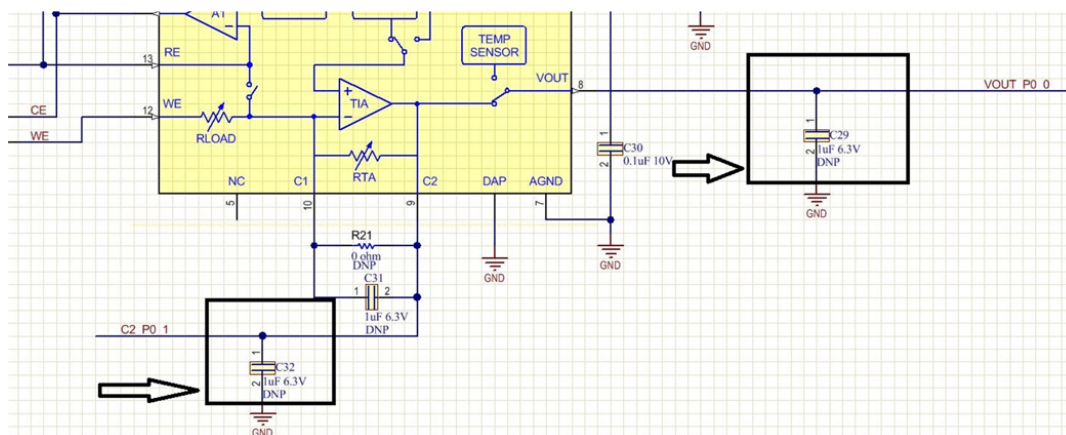 A1
GND
TEMP
SENSOR
RE
13
VOUT
8
VOUT_P0_0
TIA
CE
WE
12
WE
RLOAD
1
C29
1uF 6.3V
2
DNP
1
C30
0.1uF 10V
2
RTA
NC
C1
C2
DAP
AGND
5
10
9
7
GND
R21
0 ohm
DNP
GND
GND
C31
1
2
1uF 6.3V
DNP
C2_P0_1
1
C32
1uF 6.3V
2
DNP
GND